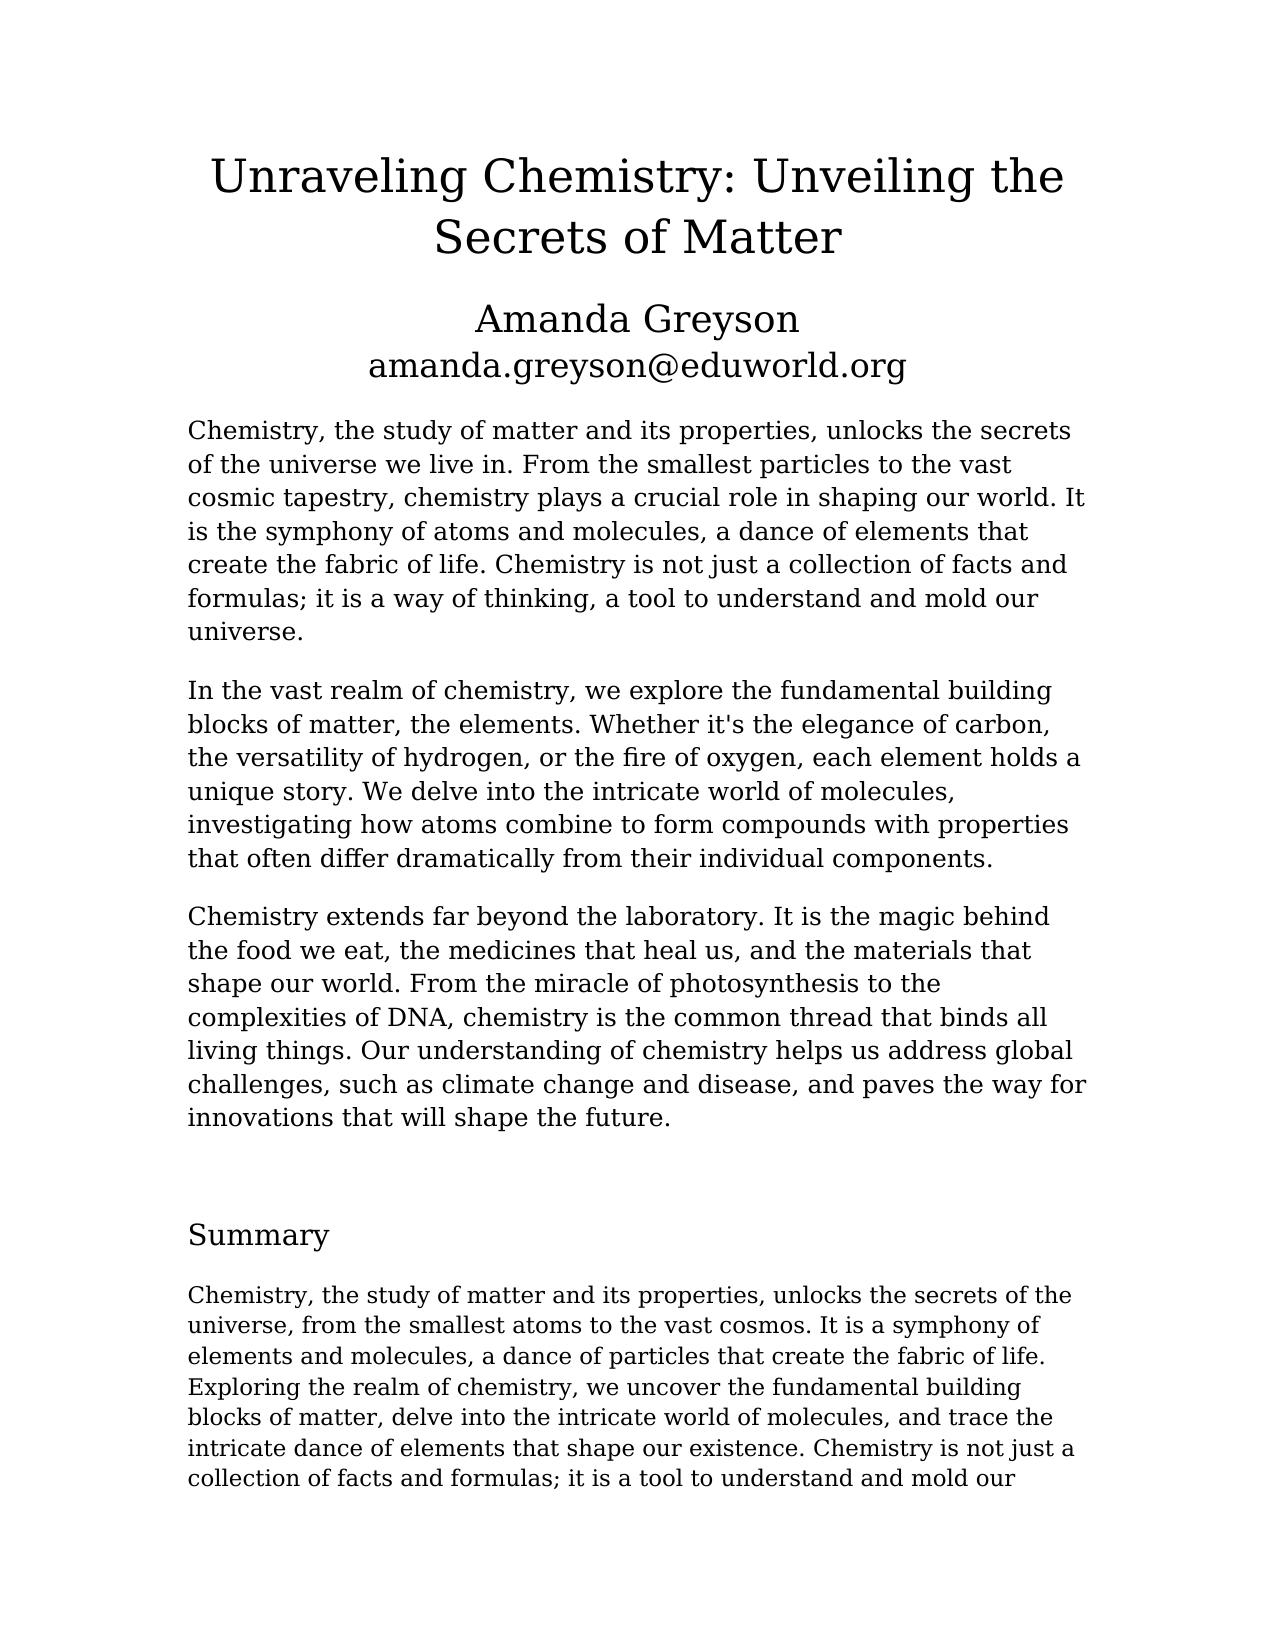 Unraveling Chemistry: Unveiling the
Secrets of Matter
Amanda Greyson
amanda.greyson@eduworld.org
Chemistry, the study of matter and its properties, unlocks the secrets
of the universe we live in. From the smallest particles to the vast
cosmic tapestry, chemistry plays a crucial role in shaping our world. It
is the symphony of atoms and molecules, a dance of elements that
create the fabric of life. Chemistry is not just a collection of facts and
formulas; it is a way of thinking, a tool to understand and mold our
universe.
In the vast realm of chemistry, we explore the fundamental building
blocks of matter, the elements. Whether it's the elegance of carbon,
the versatility of hydrogen, or the fire of oxygen, each element holds a
unique story. We delve into the intricate world of molecules,
investigating how atoms combine to form compounds with properties
that often differ dramatically from their individual components.
Chemistry extends far beyond the laboratory. It is the magic behind
the food we eat, the medicines that heal us, and the materials that
shape our world. From the miracle of photosynthesis to the
complexities of DNA, chemistry is the common thread that binds all
living things. Our understanding of chemistry helps us address global
challenges, such as climate change and disease, and paves the way for
innovations that will shape the future.
Summary
Chemistry, the study of matter and its properties, unlocks the secrets of the
universe, from the smallest atoms to the vast cosmos. It is a symphony of
elements and molecules, a dance of particles that create the fabric of life.
Exploring the realm of chemistry, we uncover the fundamental building
blocks of matter, delve into the intricate world of molecules, and trace the
intricate dance of elements that shape our existence. Chemistry is not just a
collection of facts and formulas; it is a tool to understand and mold our